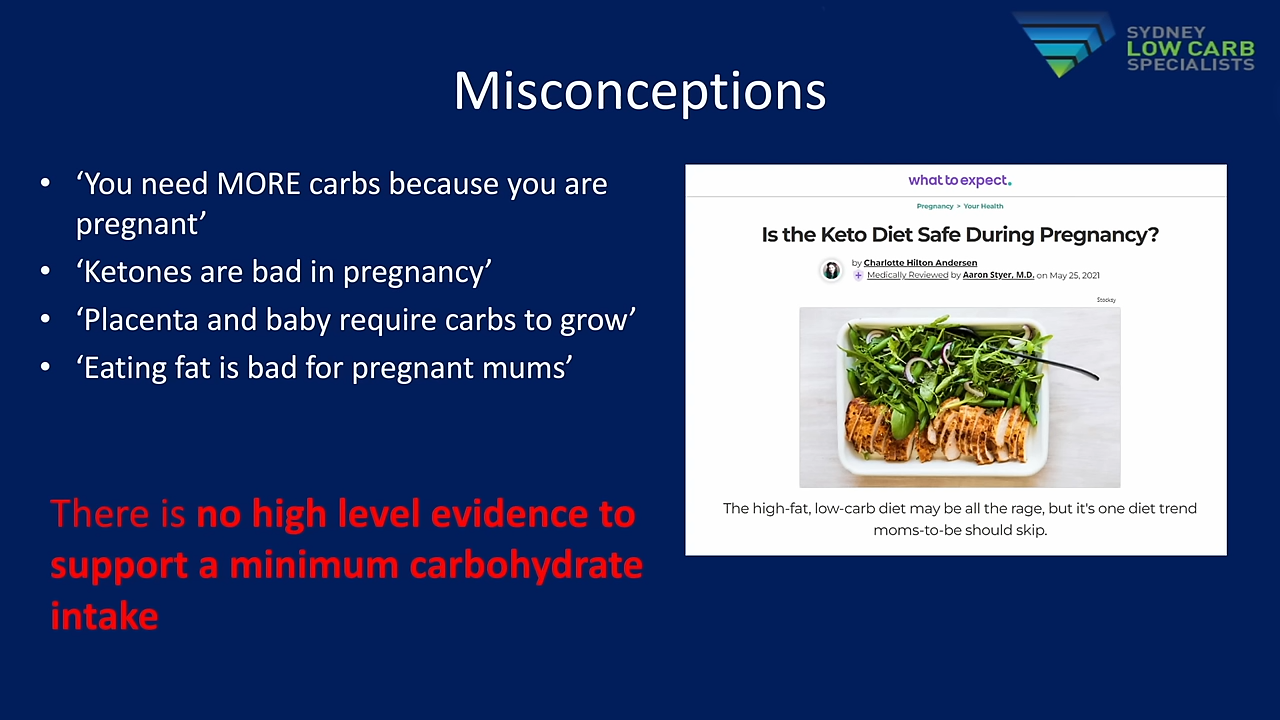 SYDNEY
LOW CARB
SPECIALISTS
Misconceptions
• ‘You need MORE carbs because you are
pregnant’
• ‘Ketones are bad in pregnancy’
• ‘Placenta and baby require carbs to grow’
• ‘Eating fat is bad for pregnant mums’
There is no high level evidence to
support a minimum carbohydrate
intake
what to expect.
Pregnancy > Your Health
Is the Keto Diet Safe During Pregnancy?
by Charlotte Hilton Andersen
Medically Reviewed by Aaron Styer, M.D. on May 25, 2021
Stocksy
The high-fat, low-carb diet may be all the rage, but it's one diet trend
moms-to-be should skip.